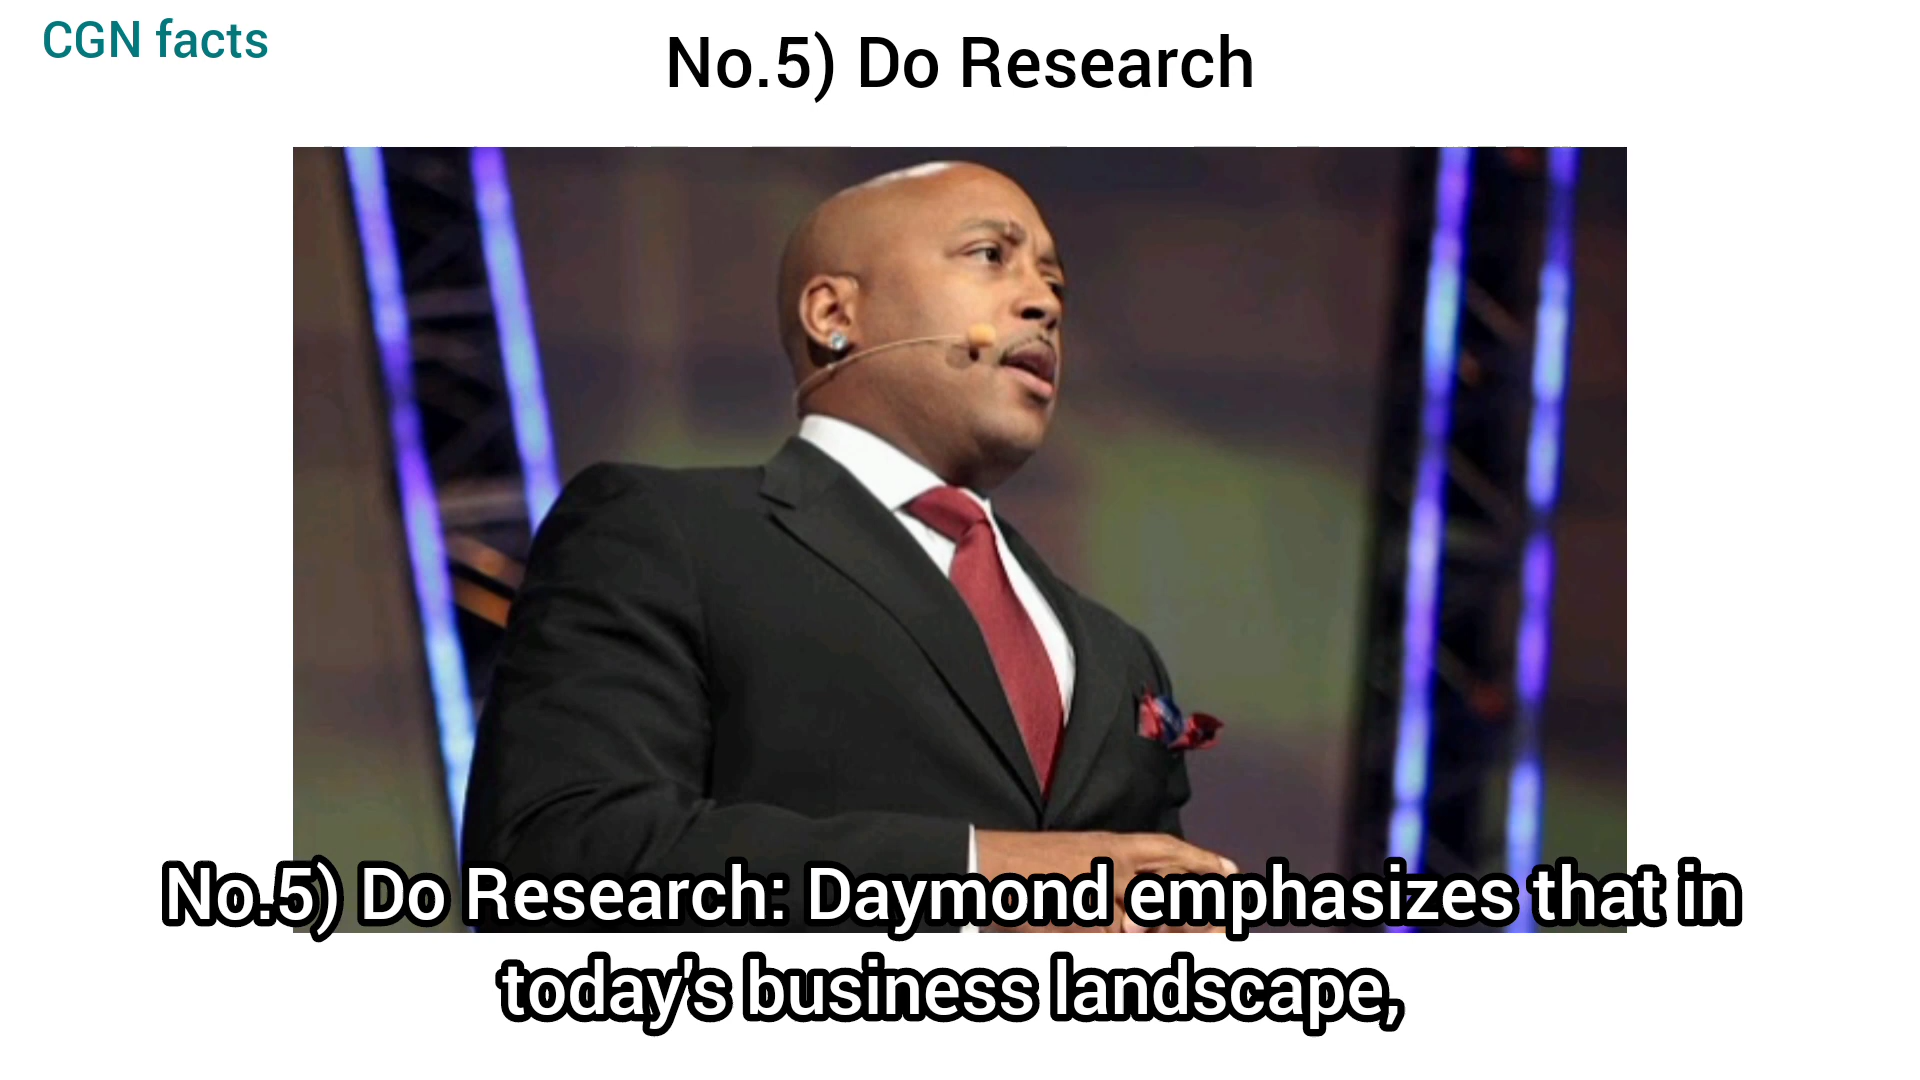 CGN facts
No.5) Do Research
No.5) Do Research: Daymond emphasizes that in
today's business landscape,